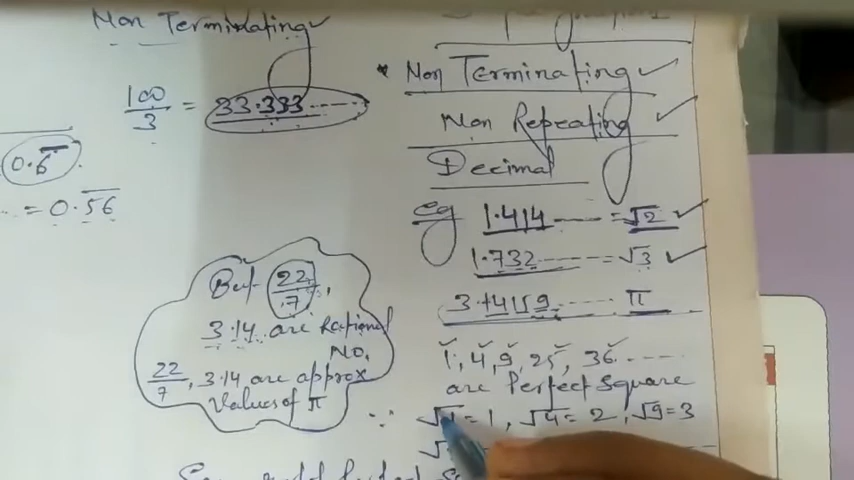 Non Terminating
100/3 = 33.333......
0.6̅
... = 0.5̅6̅
But 22/7,
3.14 are Rational
No.
22/7, 3.14 are approx
Values of π
Non Terminating
Non Repeating
Decimal
eg 1.414 ------ = √2
1.732 ------ = √3
3.14159...... π
1, 4, 9, 25, 36 ......
are Perfect Square
∵ √1 = 1, √4 = 2, √9 = 3